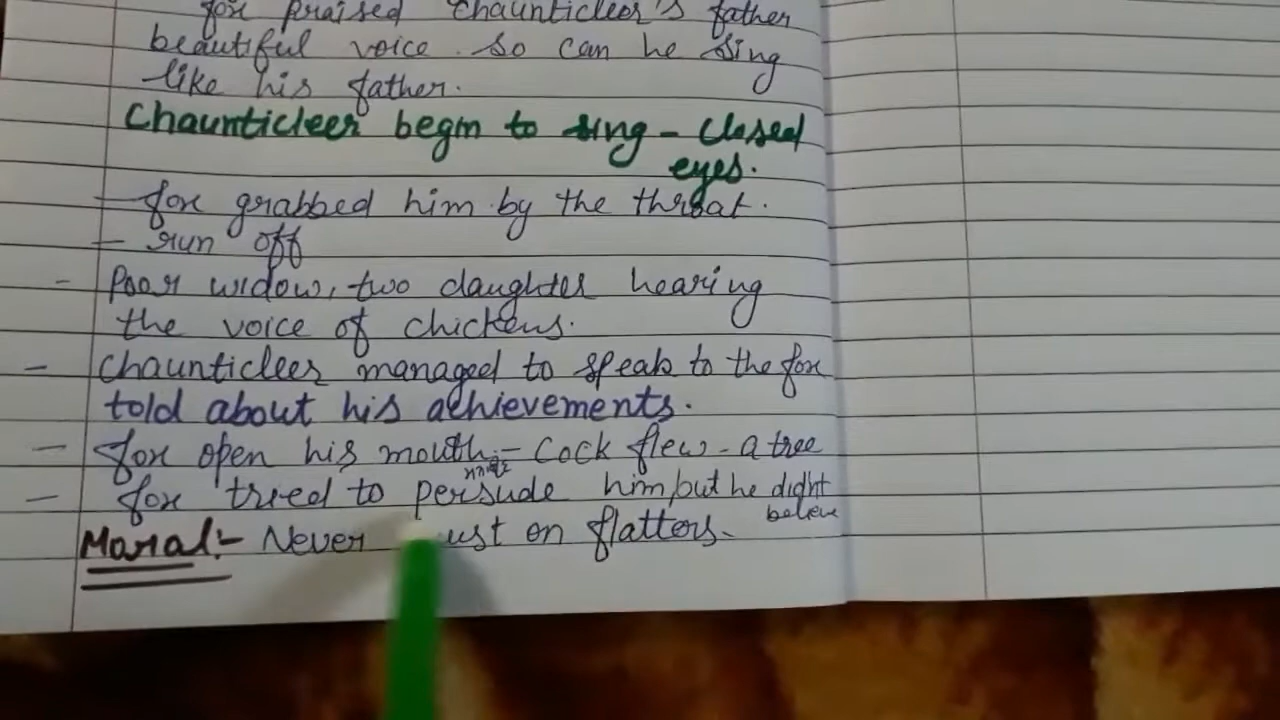 fox praised Chaunticleer's father
beautiful voice. so can he sing
like his father.
Chaunticleer begin to sing - Closed
eyes.
- fox grabbed him by the throat.
- run off
- Poor widow, two daughter hearing
the voice of chickens.
- Chaunticleer managed to speak to the fox
told about his achievements.
- fox open his mouth - Cock flew - a tree
- fox tried to persude him, but he didn't
believe
Moral:- Never on flattors.